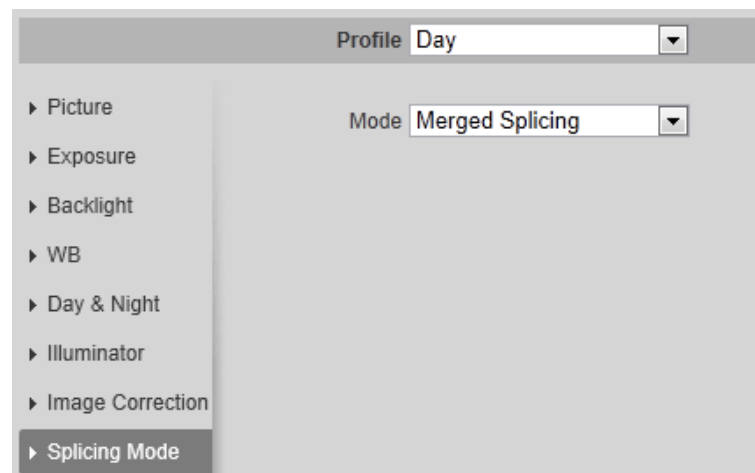 Profile Day
Picture
Mode Merged Splicing
Exposure
Backlight
WB
Day & Night
Illuminator
Image Correction
Splicing Mode